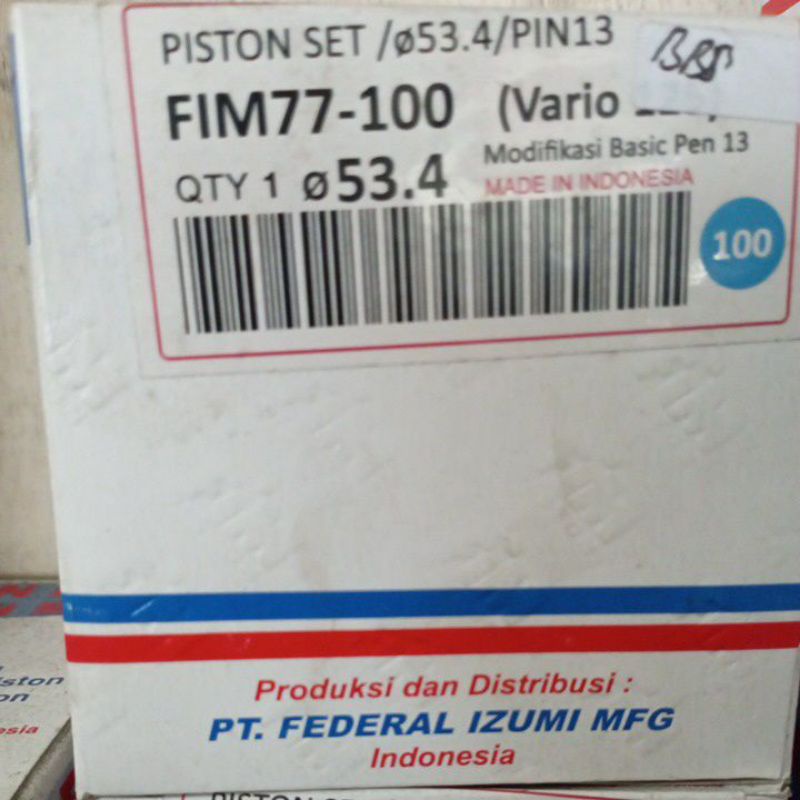 PISTON SET /ø53.4/PIN13
FIM77-100 (Vario
Modifikasi Basic Pen 13
QTY 1 ø53.4
MADE IN INDONESIA
100
Produksi dan Distribusi :
PT. FEDERAL IZUMI MFG
Indonesia